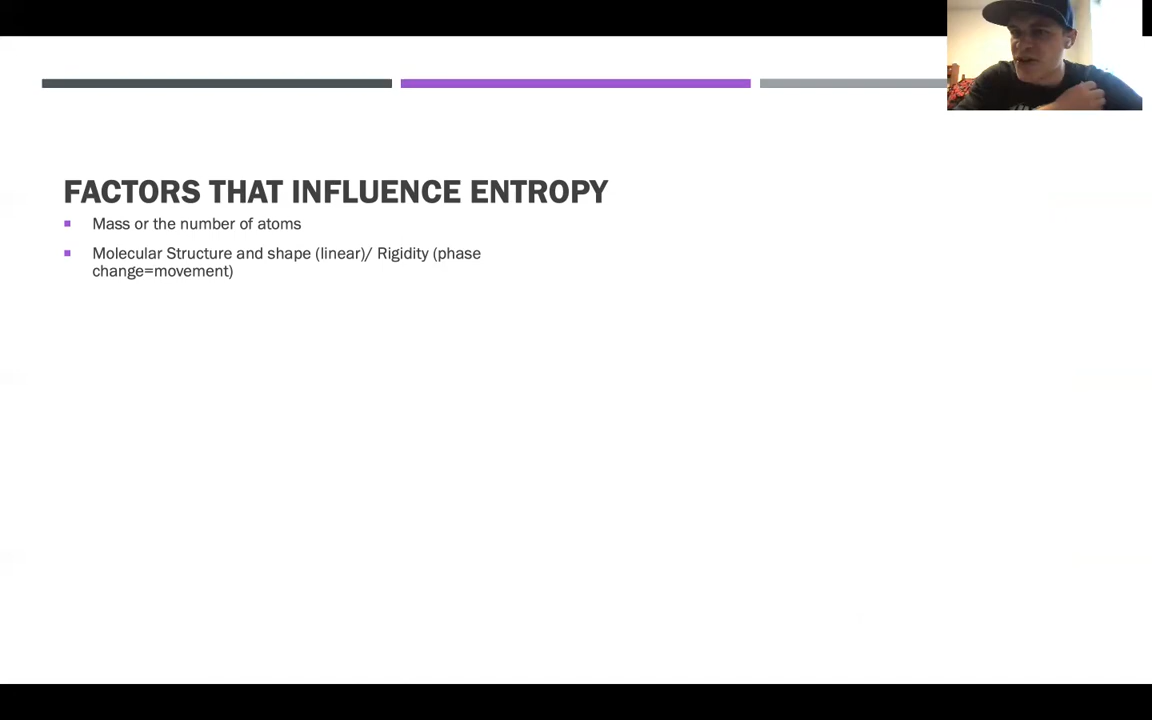 FACTORS THAT INFLUENCE ENTROPY
Mass or the number of atoms
Molecular Structure and shape (linear)/ Rigidity (phase
change=movement)